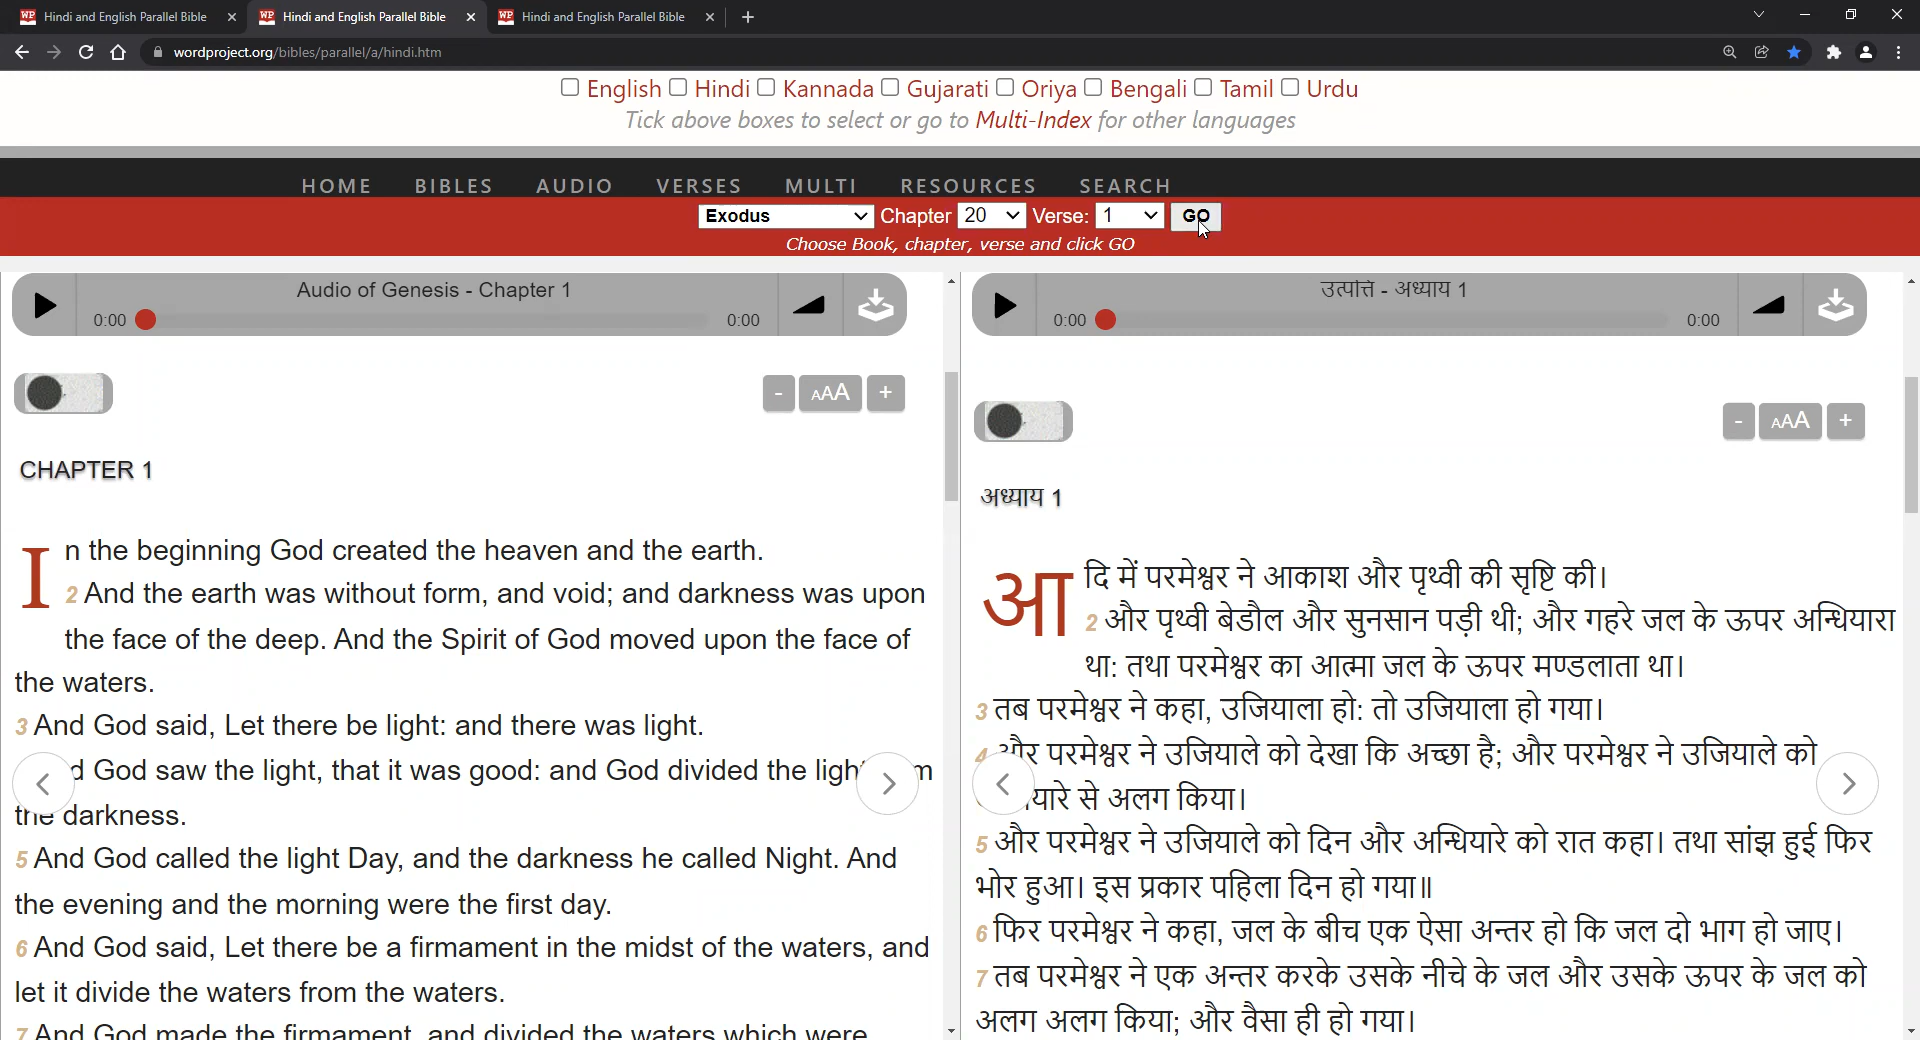 Hindi and English Parallel Bible
Hindi and English Parallel Bible
Hindi and English Parallel Bible
wordproject.org/bibles/parallel/a/hindi.htm
English Hindi Kannada Gujarati Oriya Bengali Tamil Urdu
Tick above boxes to select or go to Multi-Index for other languages
HOME BIBLES AUDIO VERSES MULTI RESOURCES SEARCH
Exodus Chapter 20 Verse: 1 GO
Choose Book, chapter, verse and click GO
Audio of Genesis - Chapter 1
0:00 0:00
- AAA +
CHAPTER 1
In the beginning God created the heaven and the earth.
2 And the earth was without form, and void; and darkness was upon
the face of the deep. And the Spirit of God moved upon the face of
the waters.
3 And God said, Let there be light: and there was light.
d God saw the light, that it was good: and God divided the light m
the darkness.
5 And God called the light Day, and the darkness he called Night. And
the evening and the morning were the first day.
6 And God said, Let there be a firmament in the midst of the waters, and
let it divide the waters from the waters.
7 And God made the firmament, and divided the waters which were
उत्पत्ति - अध्याय 1
0:00 0:00
- AAA +
अध्याय 1
आदि में परमेश्वर ने आकाश और पृथ्वी की सृष्टि की।
2 और पृथ्वी बेडौल और सुनसान पड़ी थी; और गहरे जल के ऊपर अन्धियारा
था: तथा परमेश्वर का आत्मा जल के ऊपर मण्डलाता था।
3 तब परमेश्वर ने कहा, उजियाला हो: तो उजियाला हो गया।
4 और परमेश्वर ने उजियाले को देखा कि अच्छा है; और परमेश्वर ने उजियाले को
यारे से अलग किया।
5 और परमेश्वर ने उजियाले को दिन और अन्धियारे को रात कहा। तथा सांझ हुई फिर
भोर हुआ। इस प्रकार पहिला दिन हो गया॥
6 फिर परमेश्वर ने कहा, जल के बीच एक ऐसा अन्तर हो कि जल दो भाग हो जाए।
7 तब परमेश्वर ने एक अन्तर करके उसके नीचे के जल और उसके ऊपर के जल को
अलग अलग किया; और वैसा ही हो गया।